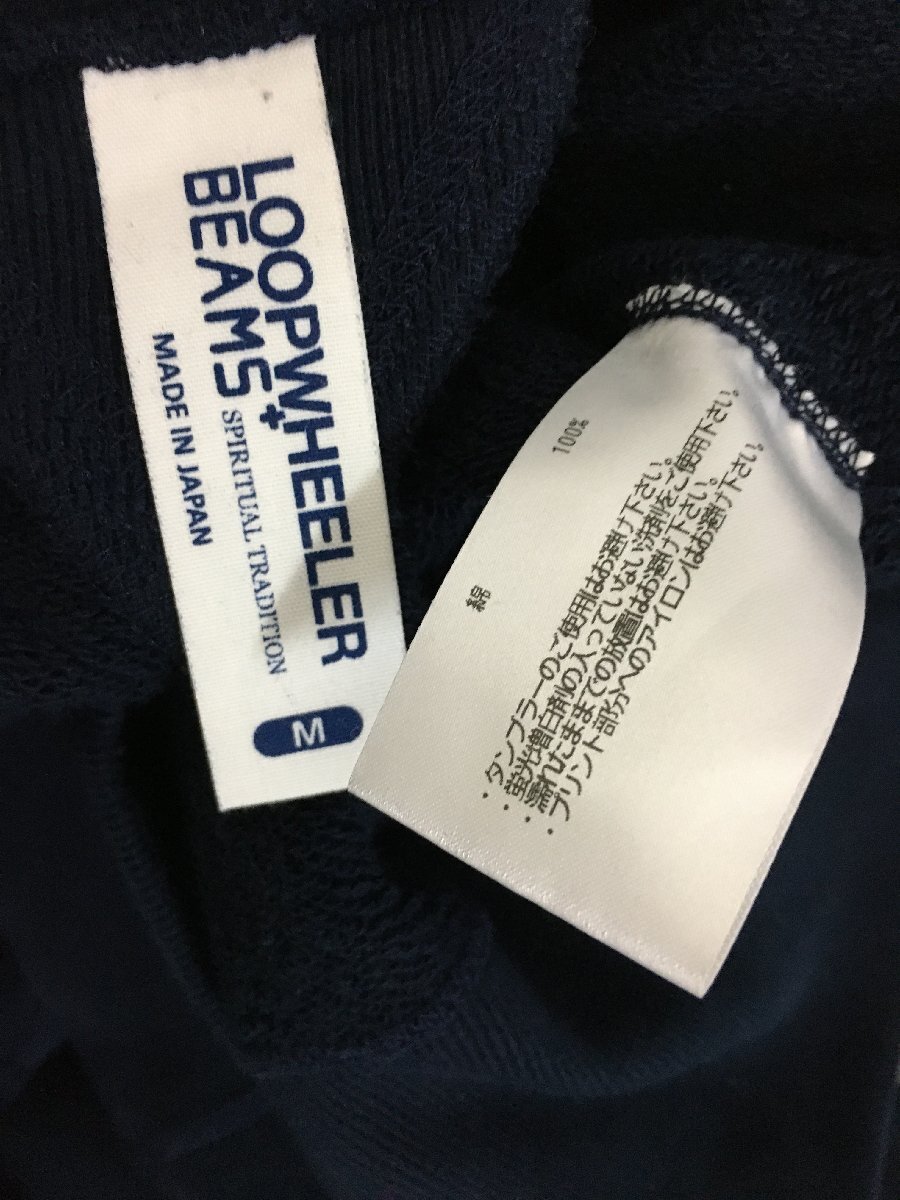 LOOPWHEELER
+
BEAMS
SPIRITUAL TRADITION
MADE IN JAPAN
M
綿 100%
・タンブラーのご使用はお避け下さい。
・蛍光増白剤の入っていない洗剤をご使用下さい。
・濡れたままでの放置はお避け下さい。
・プリント部分へのアイロンはお避け下さい。